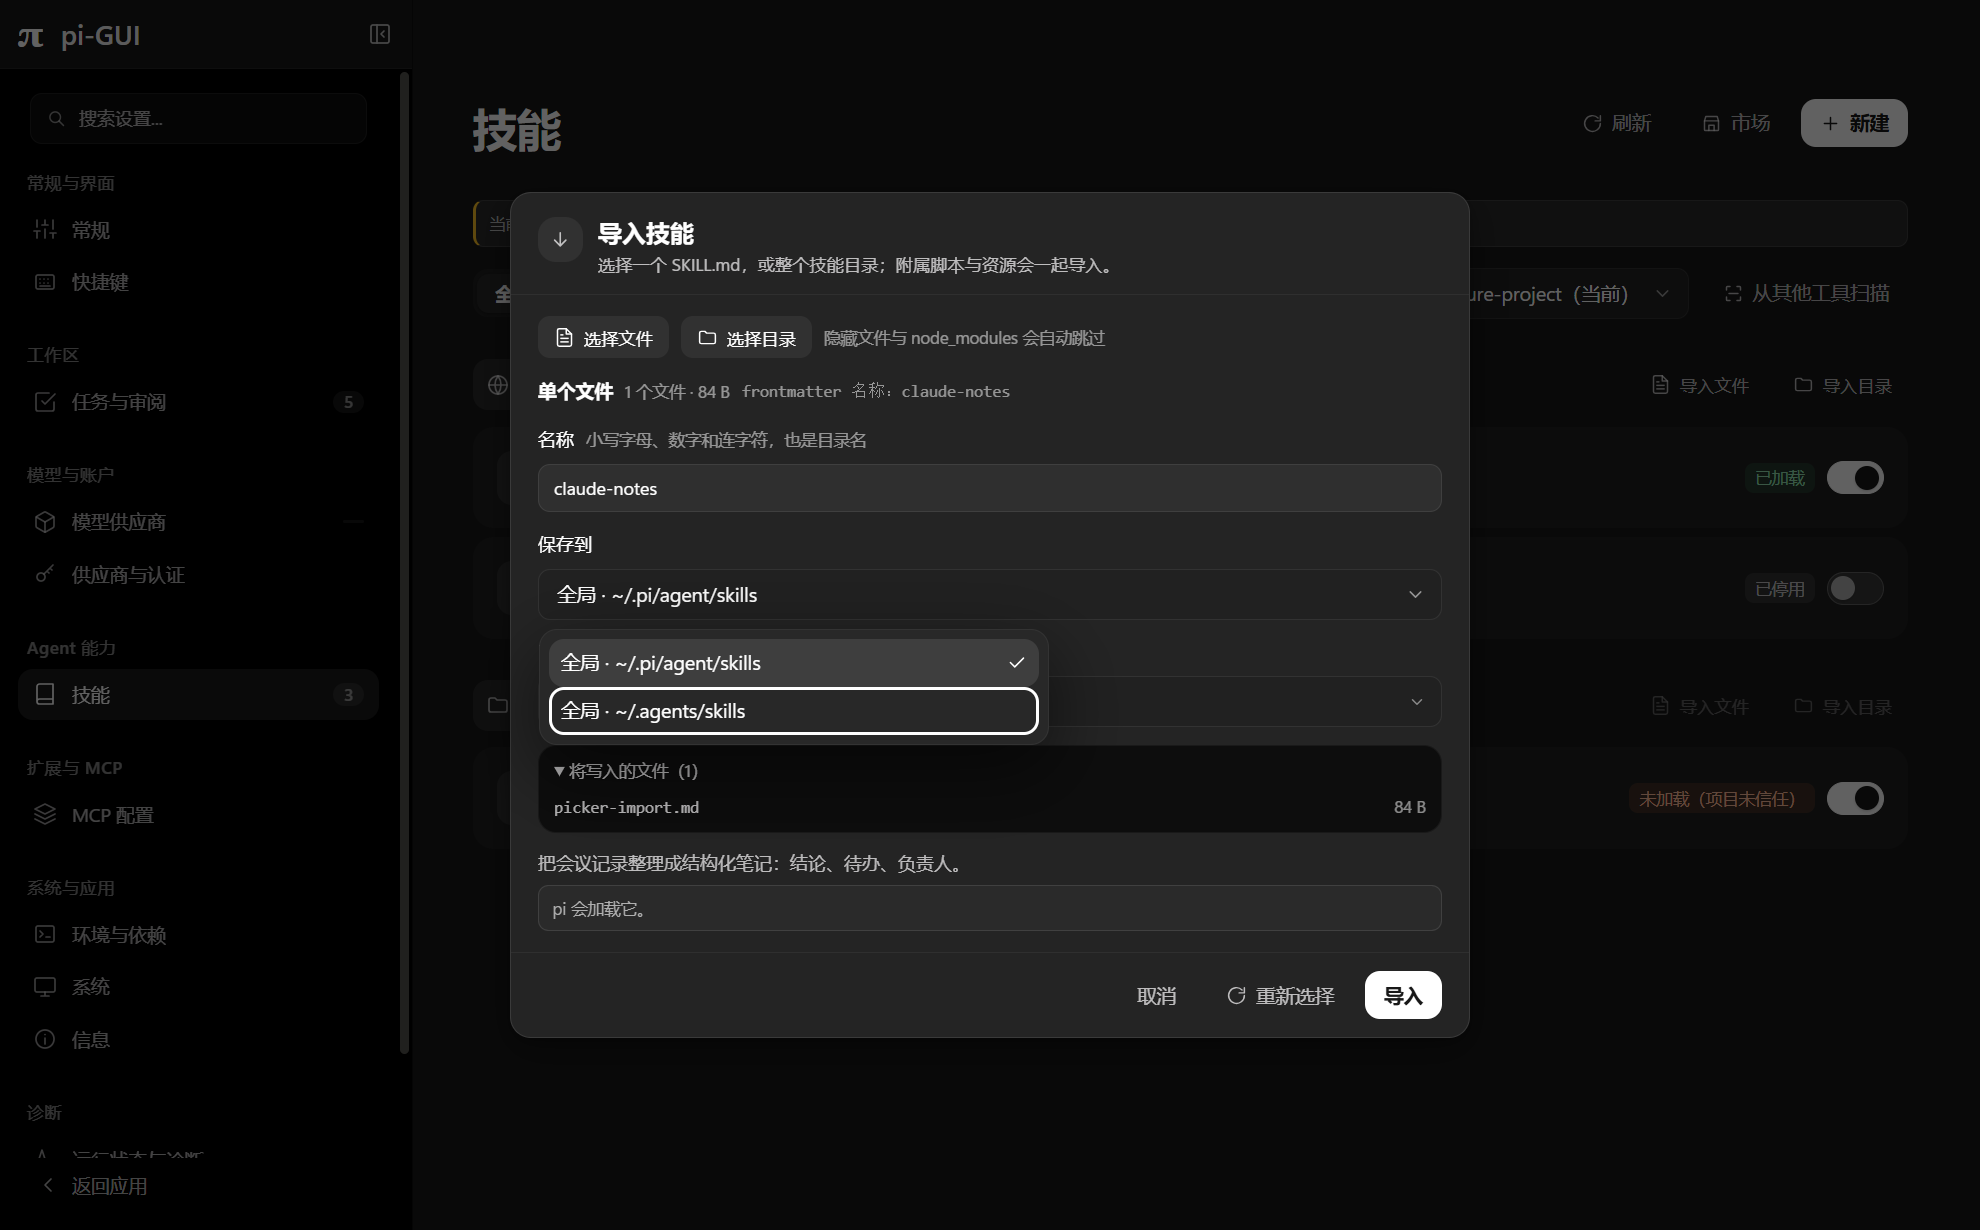 π pi-GUI
搜索设置...
常规与界面
常规
快捷键
工作区
任务与审阅 5
模型与账户
模型供应商
供应商与认证
Agent 能力
技能 3
扩展与 MCP
MCP 配置
系统与应用
环境与依赖
系统
信息
诊断
运行状态与诊断
返回应用
技能
刷新 市场 新建
ure-project（当前） 从其他工具扫描
导入文件 导入目录
已加载
已停用
导入文件 导入目录
未加载（项目未信任）
导入技能
选择一个 SKILL.md，或整个技能目录；附属脚本与资源会一起导入。
选择文件 选择目录 隐藏文件与 node_modules 会自动跳过
单个文件 1 个文件 · 84 B frontmatter 名称：claude-notes
名称 小写字母、数字和连字符，也是目录名
claude-notes
保存到
全局 · ~/.pi/agent/skills
全局 · ~/.pi/agent/skills
全局 · ~/.agents/skills
▼将写入的文件（1）
picker-import.md 84 B
把会议记录整理成结构化笔记：结论、待办、负责人。
pi 会加载它。
取消 重新选择 导入